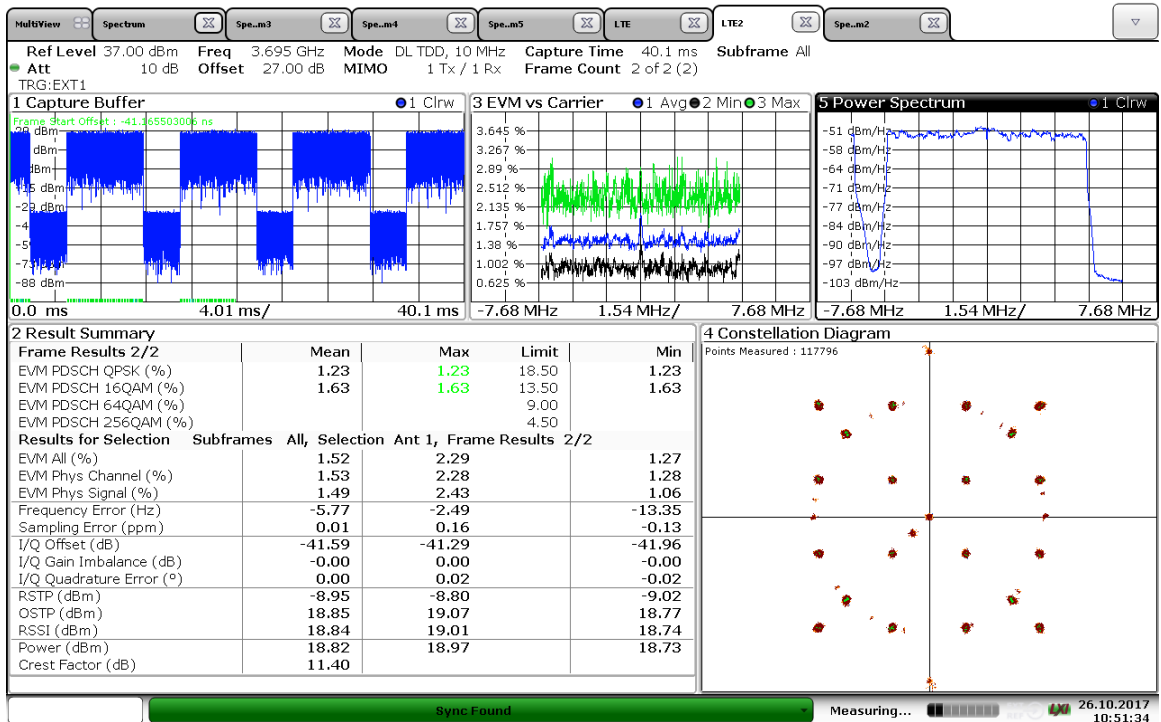 MultiView Spectrum Spe…m3 Spe…m4 Spe…m5 LTE LTE2 Spe…m2
Ref Level 37.00 dBm Freq 3.695 GHz Mode DL TDD, 10 MHz Capture Time 40.1 ms Subframe All
Att 10 dB Offset 27.00 dB MIMO 1 Tx / 1 Rx Frame Count 2 of 2 (2)
TRG:EXT1
1 Capture Buffer 1 Clrw
Frame Start Offset : -41.165503006 ns
dBm
dBm
-88 dBm
0.0 ms 4.01 ms/ 40.1 ms
3 EVM vs Carrier 1 Avg 2 Min 3 Max
3.645 %
3.267 %
2.89 %
2.512 %
2.135 %
1.757 %
1.38 %
1.002 %
0.625 %
-7.68 MHz 1.54 MHz/ 7.68 MHz
5 Power Spectrum 1 Clrw
-51 dBm/Hz
-58 dBm/Hz
-64 dBm/Hz
-71 dBm/Hz
-77 dBm/Hz
-84 dBm/Hz
-90 dBm/Hz
-97 dBm/Hz
-103 dBm/Hz
-7.68 MHz 1.54 MHz/ 7.68 MHz
2 Result Summary
Frame Results 2/2 Mean Max Limit Min
EVM PDSCH QPSK (%) 1.23 1.23 18.50 1.23
EVM PDSCH 16QAM (%) 1.63 1.63 13.50 1.63
EVM PDSCH 64QAM (%) 9.00
EVM PDSCH 256QAM (%) 4.50
Results for Selection Subframes All, Selection Ant 1, Frame Results 2/2
EVM All (%) 1.52 2.29 1.27
EVM Phys Channel (%) 1.53 2.28 1.28
EVM Phys Signal (%) 1.49 2.43 1.06
Frequency Error (Hz) -5.77 -2.49 -13.35
Sampling Error (ppm) 0.01 0.16 -0.13
I/Q Offset (dB) -41.59 -41.29 -41.96
I/Q Gain Imbalance (dB) -0.00 0.00 -0.00
I/Q Quadrature Error (°) 0.00 0.02 -0.02
RSTP (dBm) -8.95 -8.80 -9.02
OSTP (dBm) 18.85 19.07 18.77
RSSI (dBm) 18.84 19.01 18.74
Power (dBm) 18.82 18.97 18.73
Crest Factor (dB) 11.40
4 Constellation Diagram
Points Measured : 117796
Sync Found
Measuring... REF LXI 26.10.2017
10:51:34